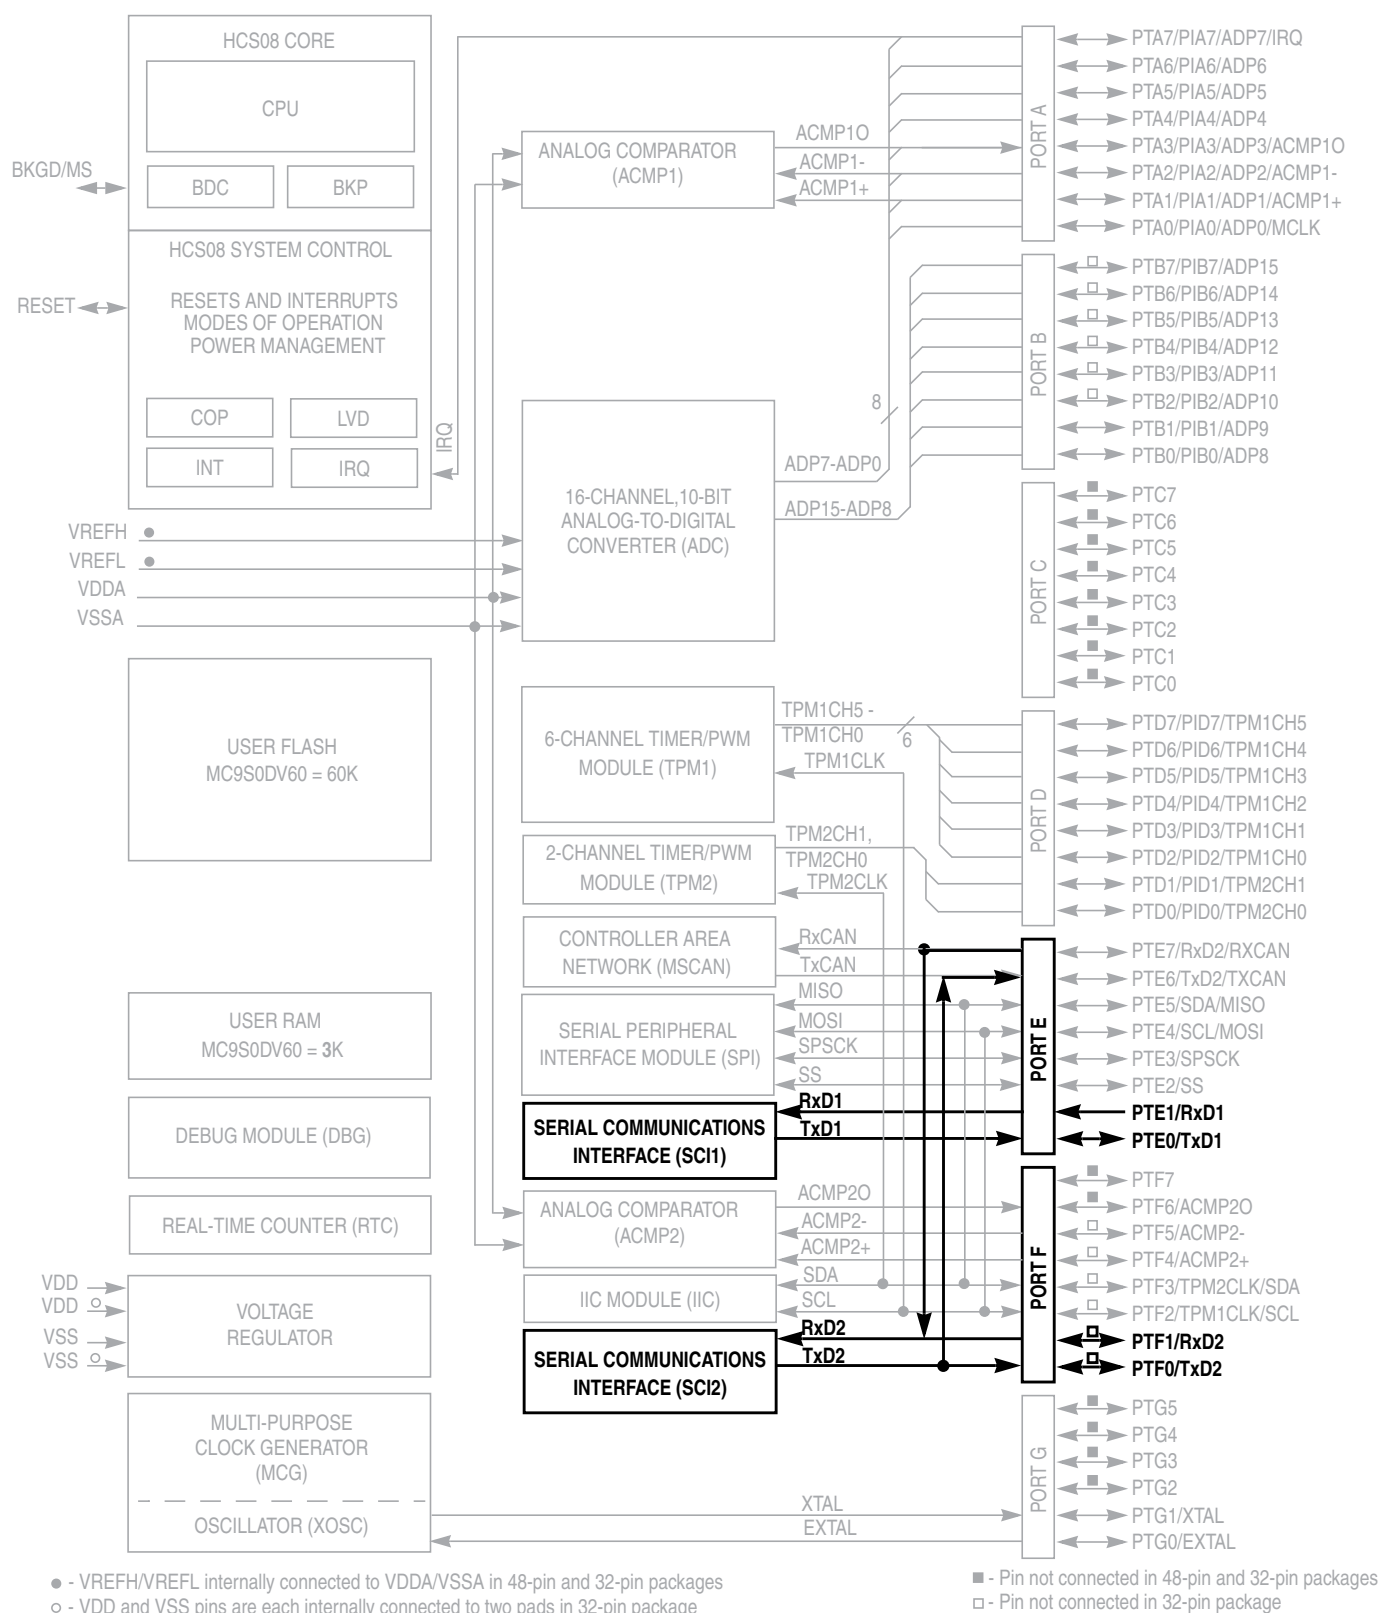 HCS08 CORE
CPU
BDC
BKP
BKGD/MS
HCS08 SYSTEM CONTROL
RESETS AND INTERRUPTS
MODES OF OPERATION
POWER MANAGEMENT
RESET
COP
LVD
INT
IRQ
IRQ
VREFH
VREFL
VDDA
VSSA
USER FLASH
MC9S0DV60 = 60K
USER RAM
MC9S0DV60 = 3K
DEBUG MODULE (DBG)
REAL-TIME COUNTER (RTC)
VDD
VDD
VSS
VSS
VOLTAGE
REGULATOR
MULTI-PURPOSE
CLOCK GENERATOR
(MCG)
OSCILLATOR (XOSC)
ANALOG COMPARATOR
(ACMP1)
ACMP1O
ACMP1-
ACMP1+
16-CHANNEL,10-BIT
ANALOG-TO-DIGITAL
CONVERTER (ADC)
8
ADP7-ADP0
ADP15-ADP8
6-CHANNEL TIMER/PWM
MODULE (TPM1)
TPM1CH5 -
TPM1CH0
6
TPM1CLK
2-CHANNEL TIMER/PWM
MODULE (TPM2)
TPM2CH1,
TPM2CH0
TPM2CLK
CONTROLLER AREA
NETWORK (MSCAN)
RxCAN
TxCAN
SERIAL PERIPHERAL
INTERFACE MODULE (SPI)
MISO
MOSI
SPSCK
SS
SERIAL COMMUNICATIONS
INTERFACE (SCI1)
RxD1
TxD1
ANALOG COMPARATOR
(ACMP2)
ACMP2O
ACMP2-
ACMP2+
IIC MODULE (IIC)
SDA
SCL
SERIAL COMMUNICATIONS
INTERFACE (SCI2)
RxD2
TxD2
XTAL
EXTAL
PORT A
PTA7/PIA7/ADP7/IRQ
PTA6/PIA6/ADP6
PTA5/PIA5/ADP5
PTA4/PIA4/ADP4
PTA3/PIA3/ADP3/ACMP1O
PTA2/PIA2/ADP2/ACMP1-
PTA1/PIA1/ADP1/ACMP1+
PTA0/PIA0/ADP0/MCLK
PORT B
PTB7/PIB7/ADP15
PTB6/PIB6/ADP14
PTB5/PIB5/ADP13
PTB4/PIB4/ADP12
PTB3/PIB3/ADP11
PTB2/PIB2/ADP10
PTB1/PIB1/ADP9
PTB0/PIB0/ADP8
PORT C
PTC7
PTC6
PTC5
PTC4
PTC3
PTC2
PTC1
PTC0
PORT D
PTD7/PID7/TPM1CH5
PTD6/PID6/TPM1CH4
PTD5/PID5/TPM1CH3
PTD4/PID4/TPM1CH2
PTD3/PID3/TPM1CH1
PTD2/PID2/TPM1CH0
PTD1/PID1/TPM2CH1
PTD0/PID0/TPM2CH0
PORT E
PTE7/RxD2/RXCAN
PTE6/TxD2/TXCAN
PTE5/SDA/MISO
PTE4/SCL/MOSI
PTE3/SPSCK
PTE2/SS
PTE1/RxD1
PTE0/TxD1
PORT F
PTF7
PTF6/ACMP2O
PTF5/ACMP2-
PTF4/ACMP2+
PTF3/TPM2CLK/SDA
PTF2/TPM1CLK/SCL
PTF1/RxD2
PTF0/TxD2
PORT G
PTG5
PTG4
PTG3
PTG2
PTG1/XTAL
PTG0/EXTAL
● - VREFH/VREFL internally connected to VDDA/VSSA in 48-pin and 32-pin packages
○ - VDD and VSS pins are each internally connected to two pads in 32-pin package
■ - Pin not connected in 48-pin and 32-pin packages
□ - Pin not connected in 32-pin package